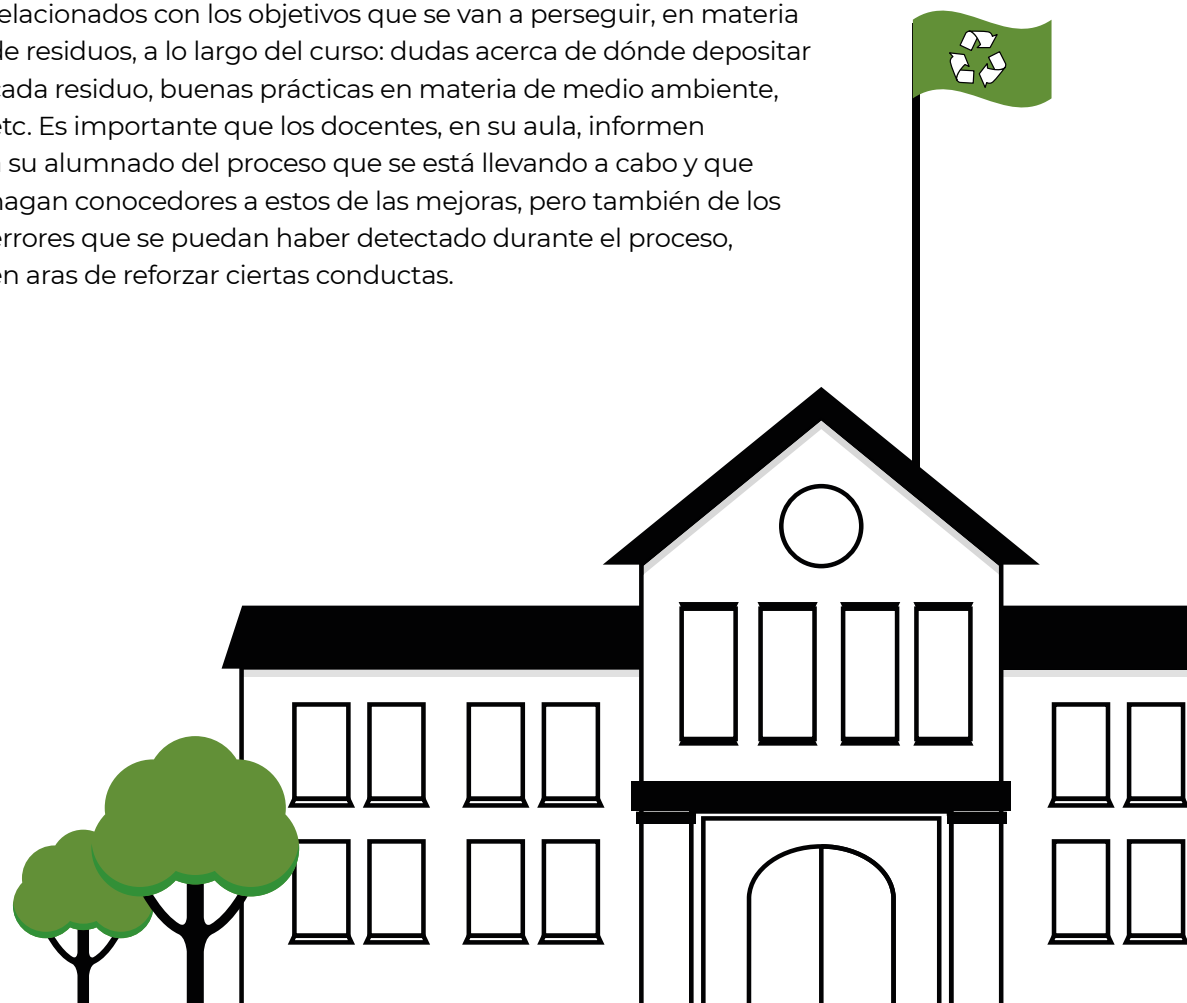 relacionados con los objetivos que se van a perseguir, en materia
de residuos, a lo largo del curso: dudas acerca de dónde depositar
cada residuo, buenas prácticas en materia de medio ambiente,
etc. Es importante que los docentes, en su aula, informen
a su alumnado del proceso que se está llevando a cabo y que
hagan conocedores a estos de las mejoras, pero también de los
errores que se puedan haber detectado durante el proceso,
en aras de reforzar ciertas conductas.